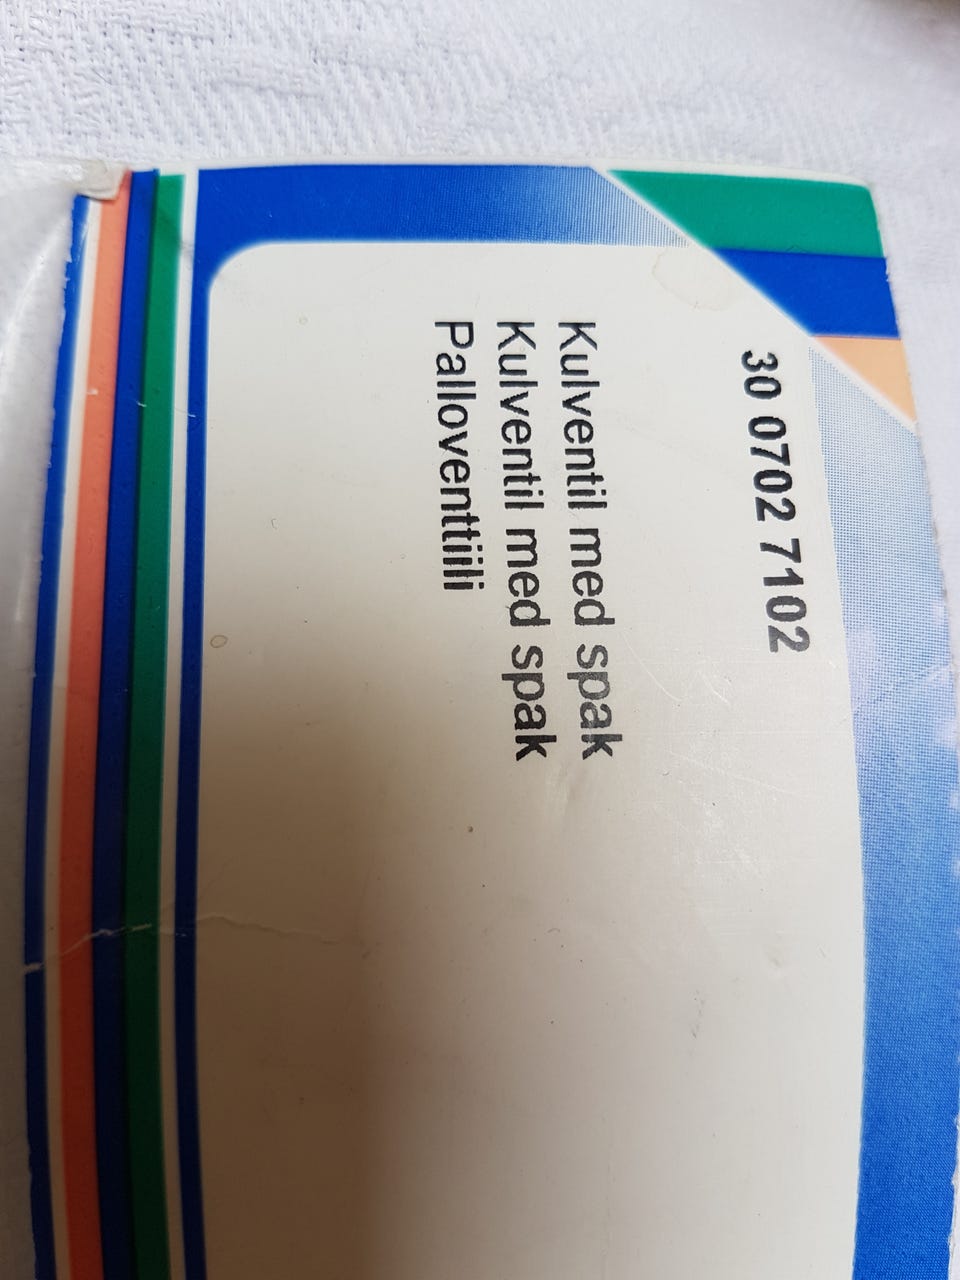 30 0702 7102
Kulventil med spak
Kulventil med spak
Palloventtiili